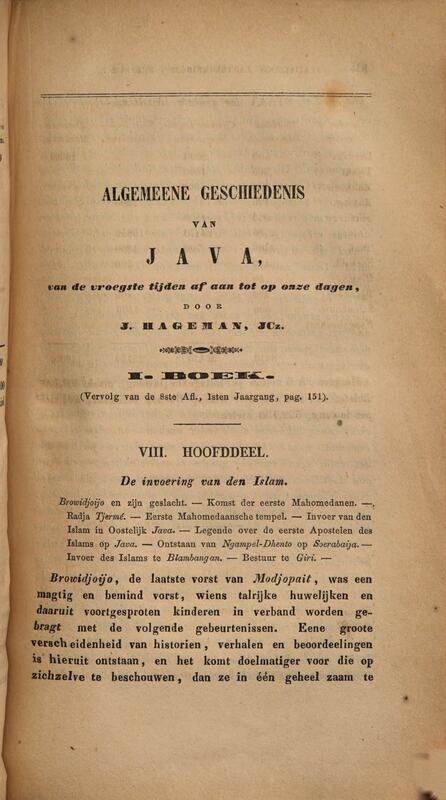 ALGEMEENE GESCHIEDENIS
VAN
JAVA,
van de vroegste tijden af aan tot op onze dagen,
DOOR
J. HAGEMAN, JCz.
I. BOEK.
(Vervolg van de 8ste Afl., 1sten Jaargang, pag. 151).
VIII. HOOFDDEEL.
De invoering van den Islam.
Browidjoijo en zijn geslacht. — Komst der eerste Mahomedanen. —
Radja Tjermé. — Eerste Mahomedaansche tempel. — Invoer van den
Islam in Oostelijk Java. — Legende over de eerste Apostelen des
Islams op Java. — Ontstaan van Ngampel-Dhento op Soerabaija. —
Invoer des Islams te Blambangan. — Bestuur te Giri. —
Browidjoijo, de laatste vorst van Modjopait, was een
magtig en bemind vorst, wiens talrijke huwelijken en
daaruit voortgesproten kinderen in verband worden ge-
bragt met de volgende gebeurtenissen. Eene groote
verscheidenheid van historien, verhalen en beoordeelingen
is hieruit ontstaan, en het komt doelmatiger voor die op
zichzelve te beschouwen, dan ze in één geheel zaam te